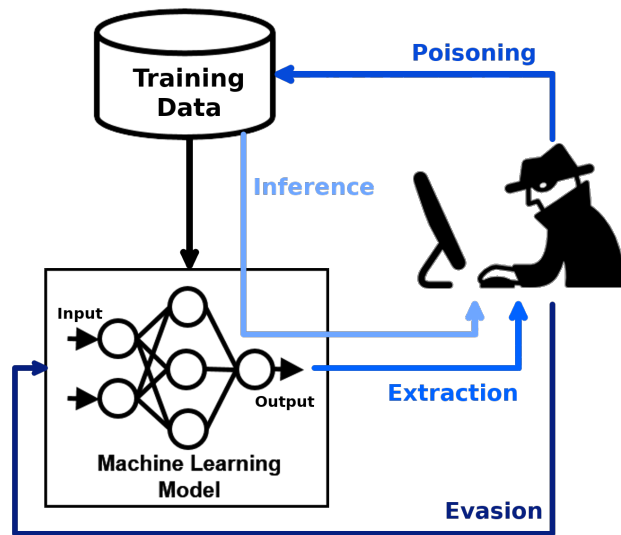 Poisoning
Training
Data
Inference
Input
Output
Extraction
Machine Learning
Model
Evasion